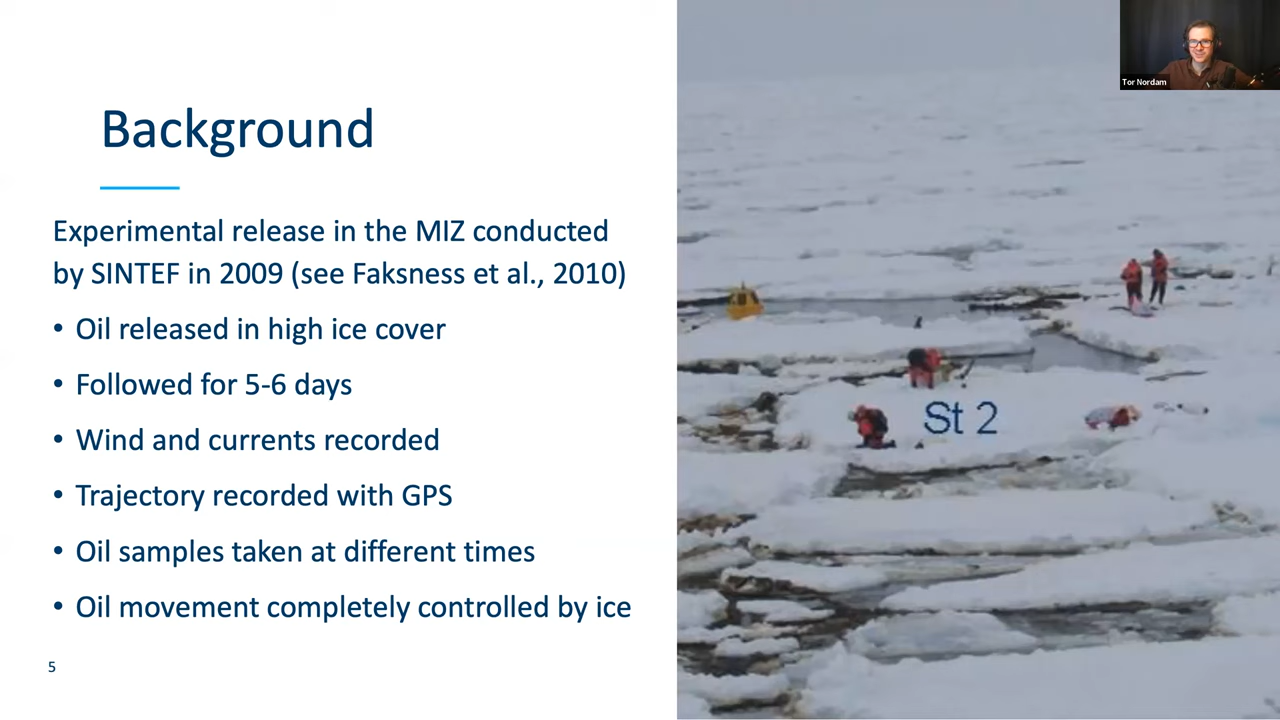 Background
Experimental release in the MIZ conducted
by SINTEF in 2009 (see Faksness et al., 2010)
• Oil released in high ice cover
• Followed for 5-6 days
• Wind and currents recorded
• Trajectory recorded with GPS
• Oil samples taken at different times
• Oil movement completely controlled by ice
5
St 2
Tor Nordam